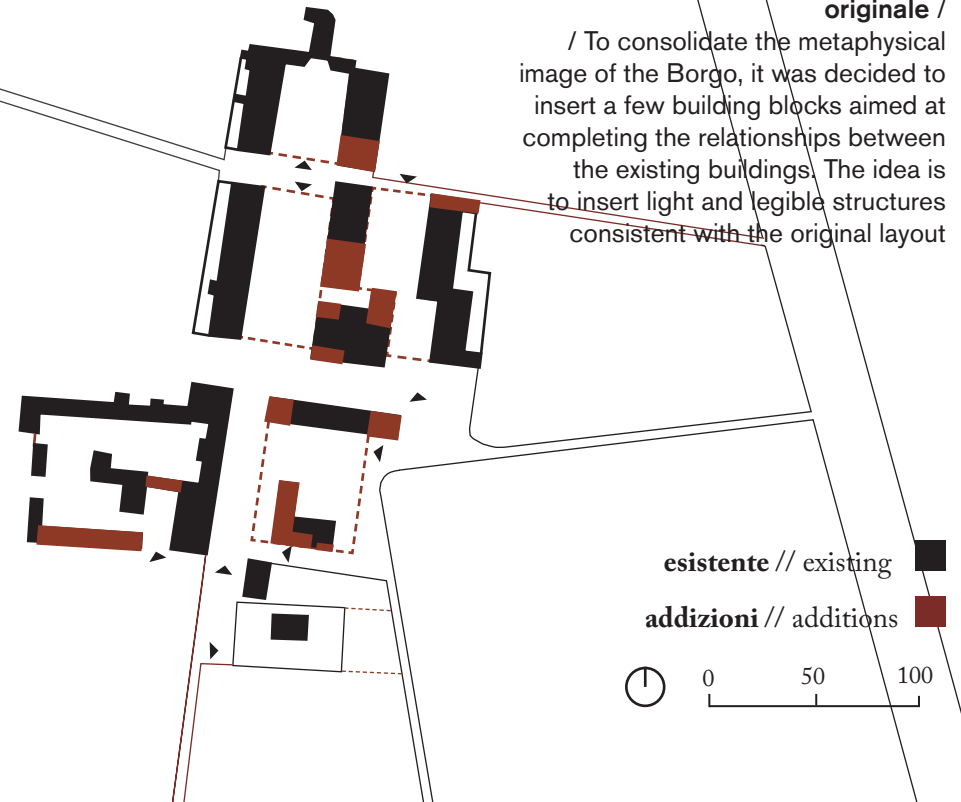 originale /
/ To consolidate the metaphysical
image of the Borgo, it was decided to
insert a few building blocks aimed at
completing the relationships between
the existing buildings. The idea is
to insert light and legible structures
consistent with the original layout
esistente // existing
addizioni // additions
0 50 100